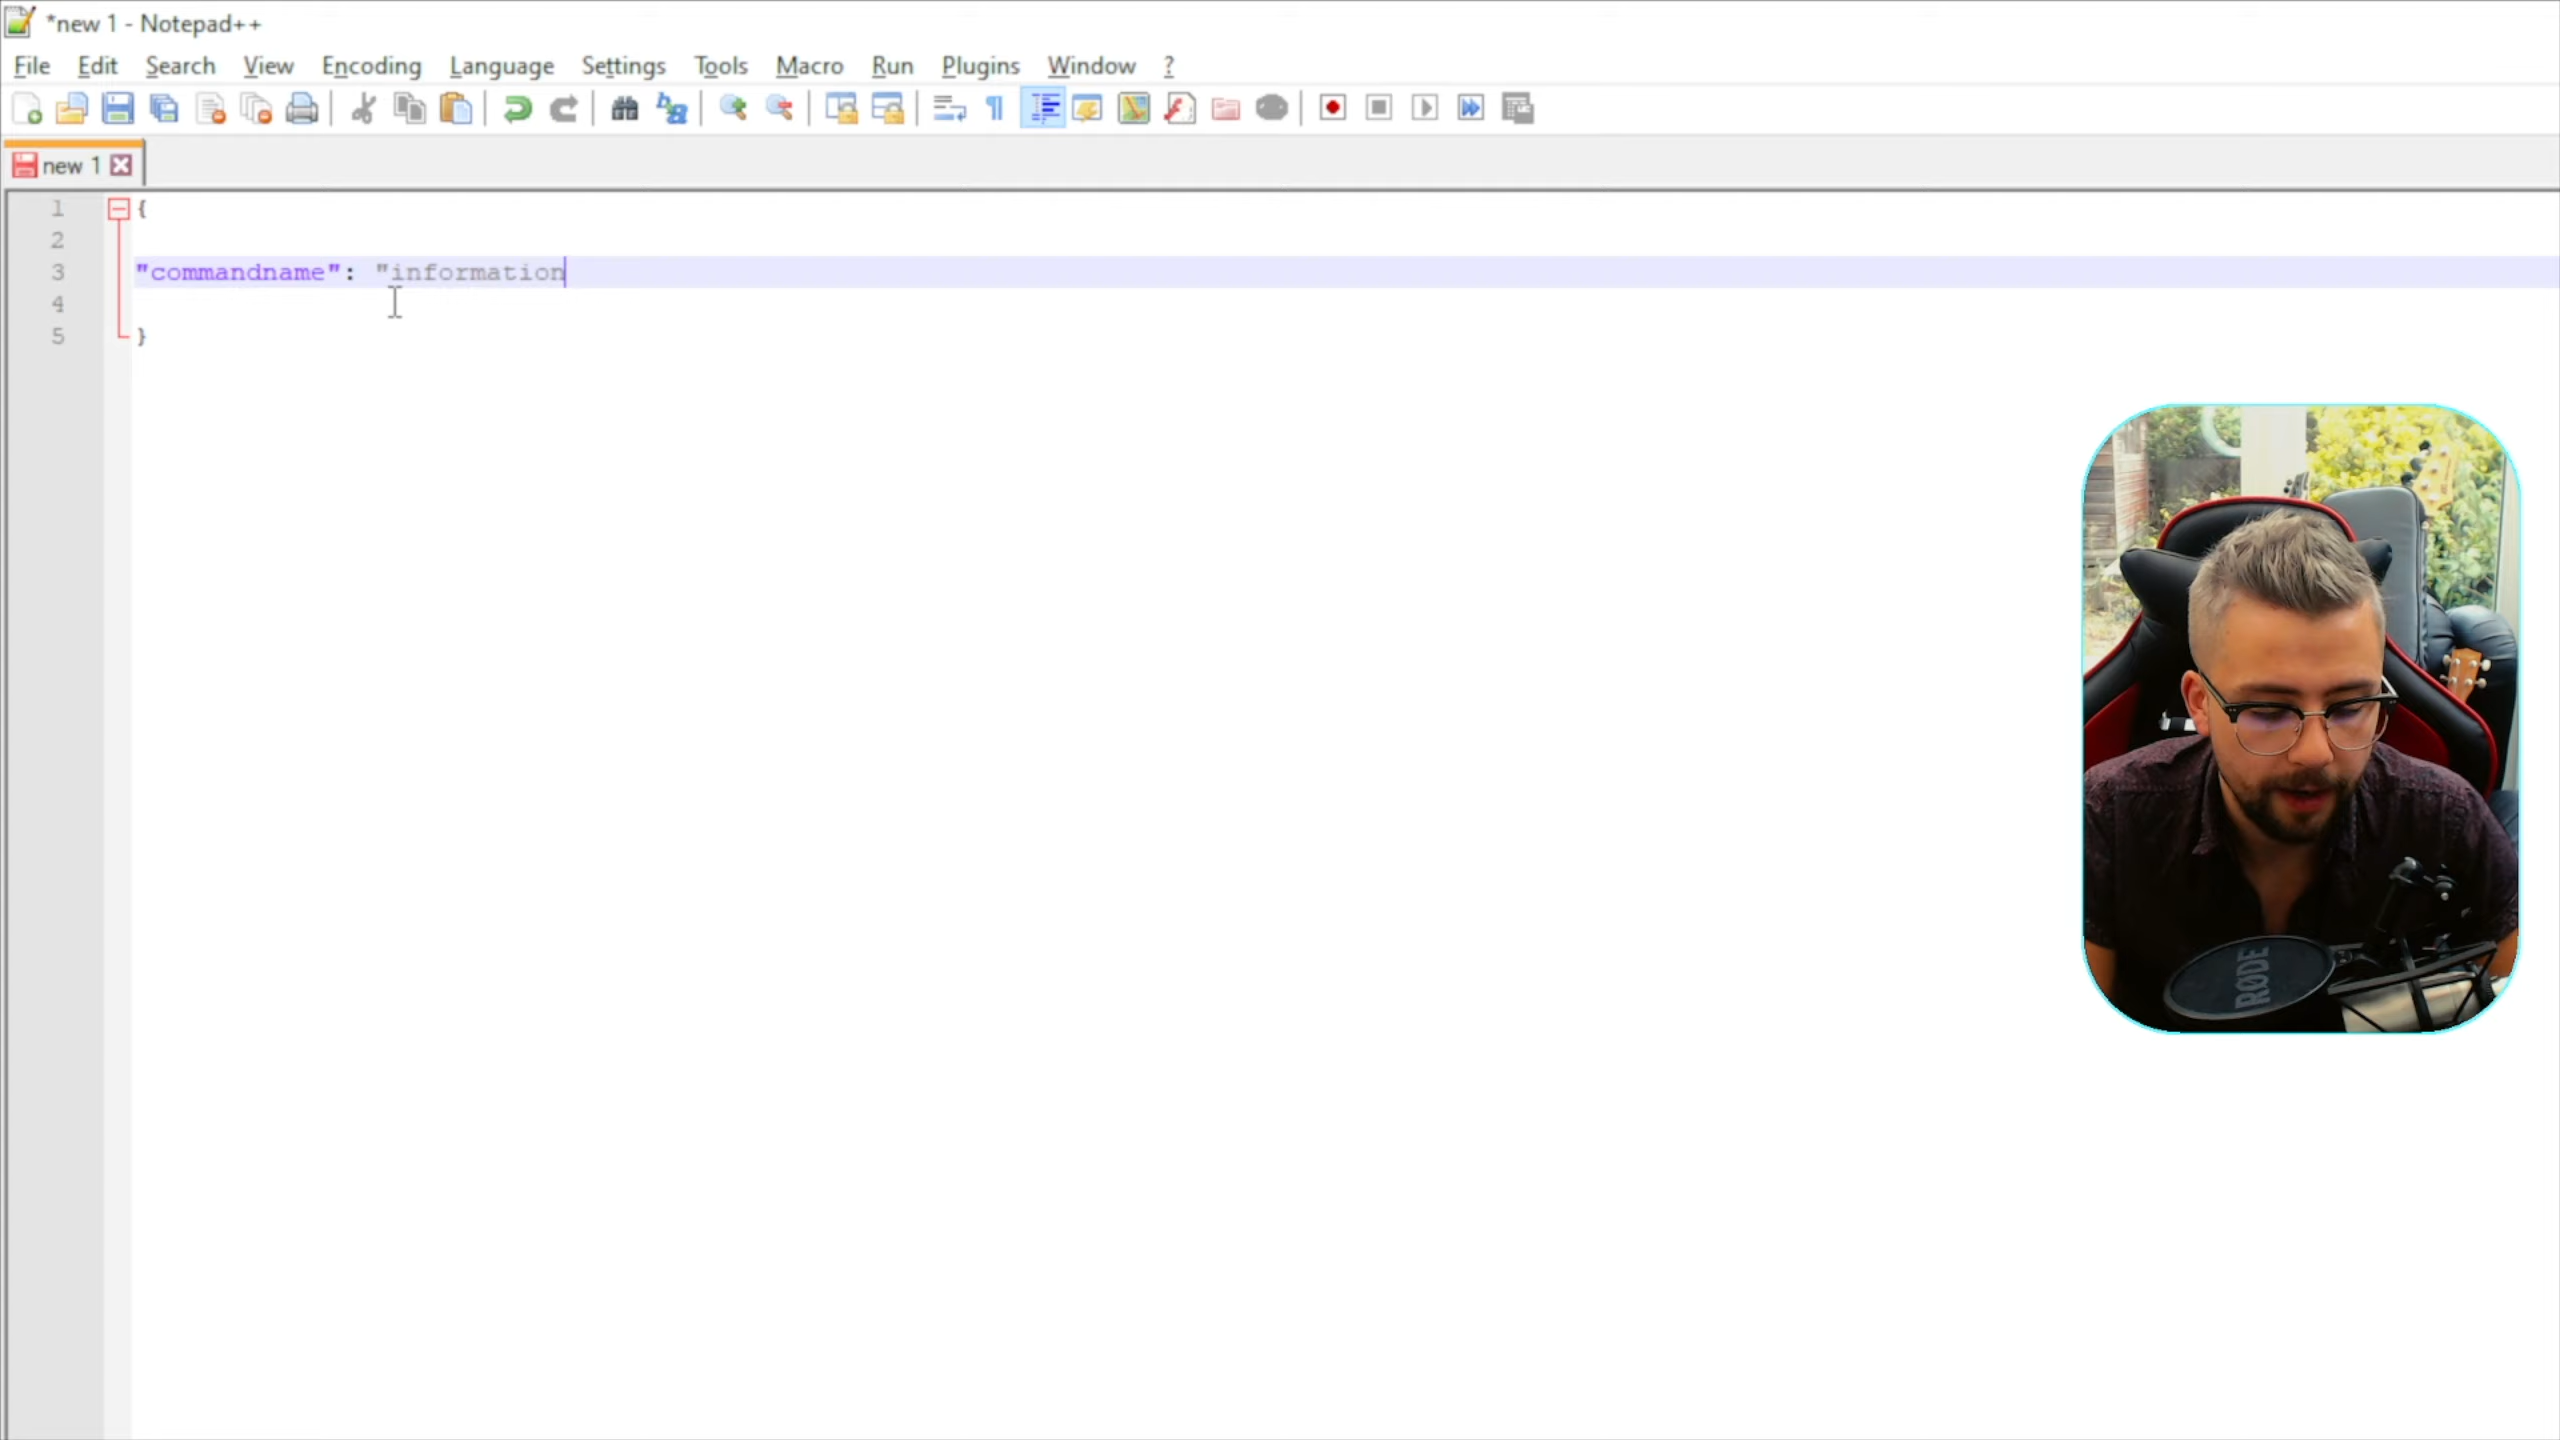 *new 1 - Notepad++
File Edit Search View Encoding Language Settings Tools Macro Run Plugins Window ?
new 1
1 {
2
3 "commandname": "information
4
5 }
RØDE